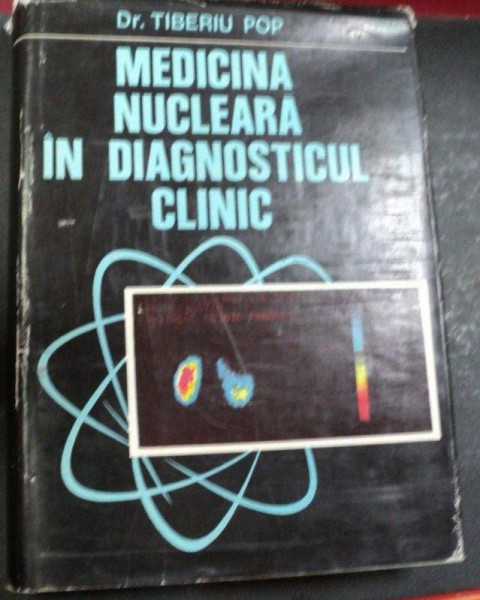 Dr. TIBERIU POP
MEDICINA
NUCLEARĂ
ÎN DIAGNOSTICUL
CLINIC